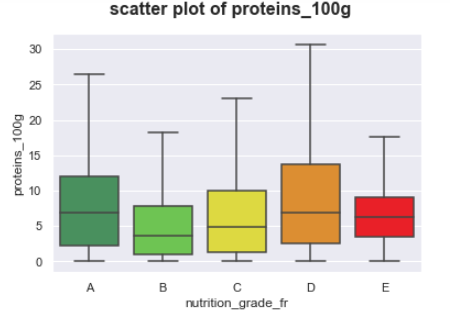 scatter plot of proteins_100g
30
25
20
15
10
5
0
proteins_100g
A B C D E
nutrition_grade_fr